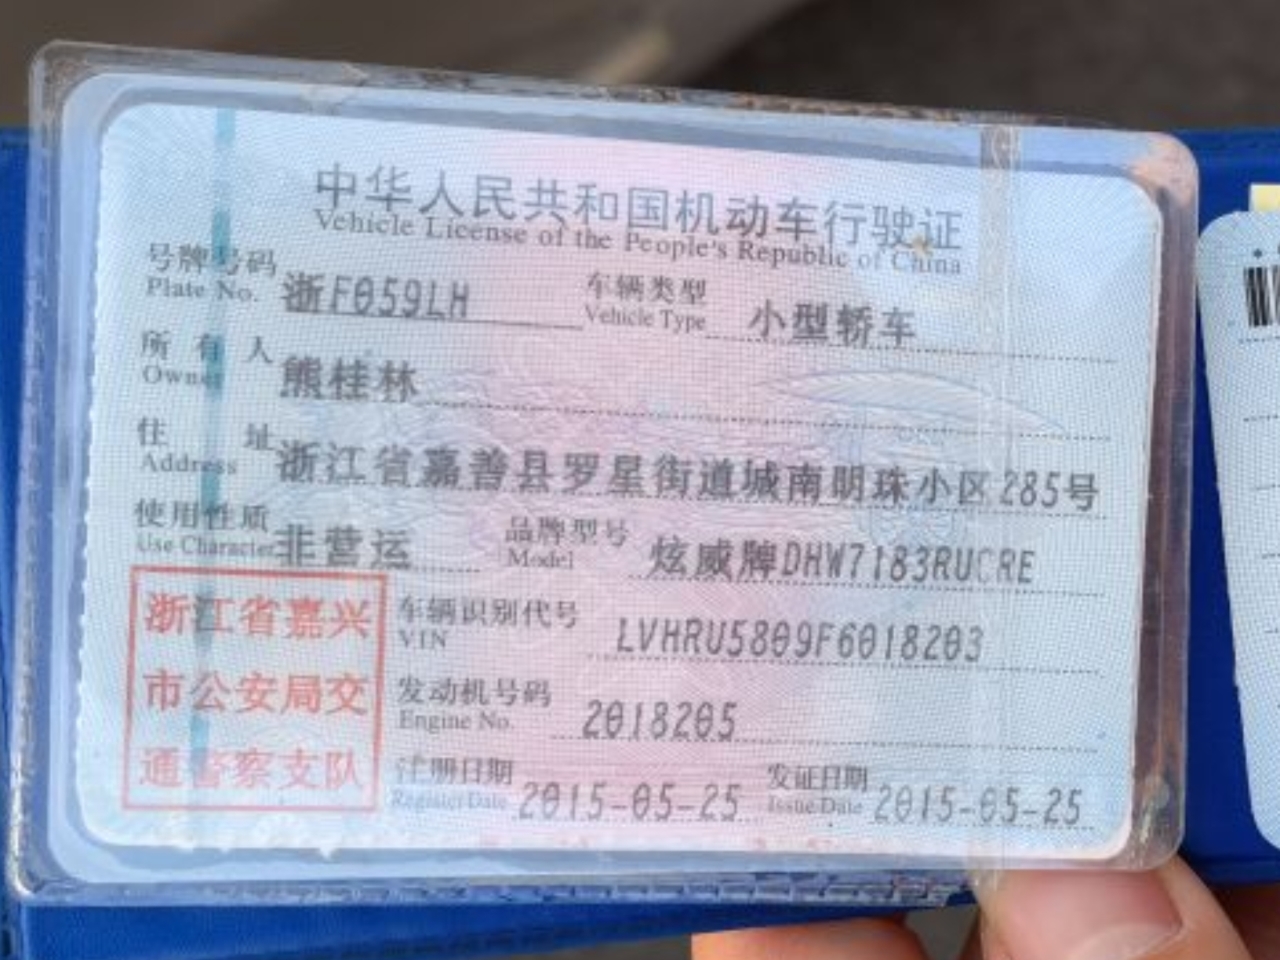 中华人民共和国机动车行驶证
Vehicle License of the People's Republic of China
号牌号码 浙F059LH 车辆类型 小型轿车
Plate No. Vehicle Type
所有人 熊桂林
Owner
住址 浙江省嘉善县罗星街道城南明珠小区285号
Address
使用性质 非营运 品牌型号 炫威牌DHW7183RUCRE
Use Character Model
浙江省嘉兴
市公安局交
通警察支队
车辆识别代号 LVHRU5809F6018203
VIN
发动机号码 2018205
Engine No.
注册日期 2015-05-25 发证日期 2015-05-25
Register Date Issue Date